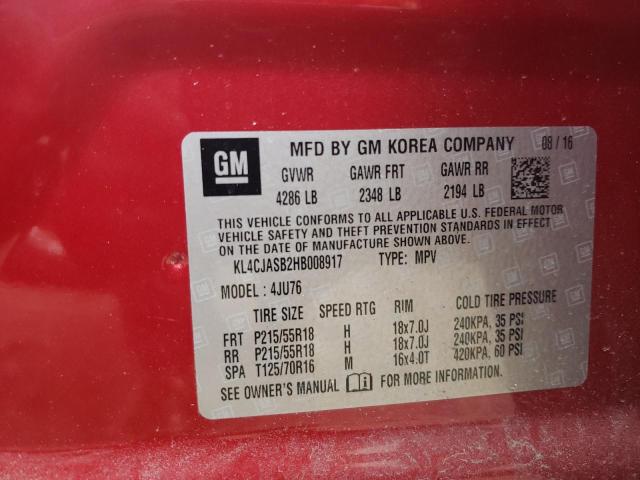 GM
MFD BY GM KOREA COMPANY 08/16
GVWR GAWR FRT GAWR RR
4286 LB 2348 LB 2194 LB
THIS VEHICLE CONFORMS TO ALL APPLICABLE U.S. FEDERAL MOTOR
VEHICLE SAFETY AND THEFT PREVENTION STANDARDS IN EFFECT
ON THE DATE OF MANUFACTURE SHOWN ABOVE.
KL4CJASB2HB008917 TYPE: MPV
MODEL : 4JU76
TIRE SIZE SPEED RTG RIM COLD TIRE PRESSURE
FRT P215/55R18 H 18x7.0J 240KPA, 35 PSI
RR P215/55R18 H 18x7.0J 240KPA, 35 PSI
SPA T125/70R16 M 16x4.0T 420KPA, 60 PSI
SEE OWNER'S MANUAL FOR MORE INFORMATION.